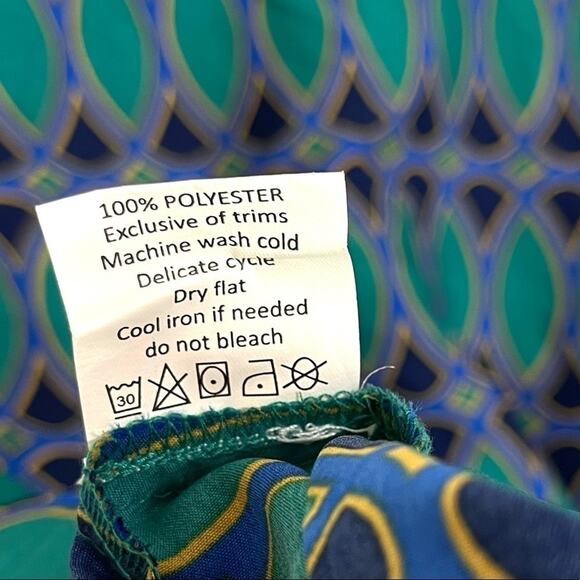 100% POLYESTER
Exclusive of trims
Machine wash cold
Delicate cycle
Dry flat
Cool iron if needed
do not bleach
30